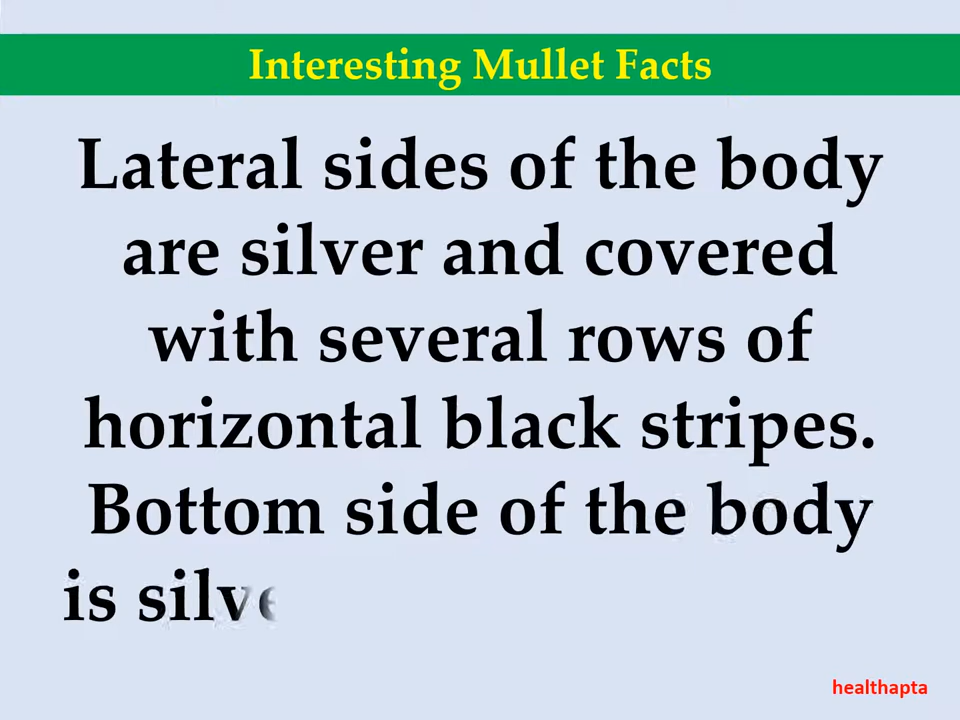 Interesting Mullet Facts
Lateral sides of the body
are silver and covered
with several rows of
horizontal black stripes.
Bottom side of the body
is silve
healthapta